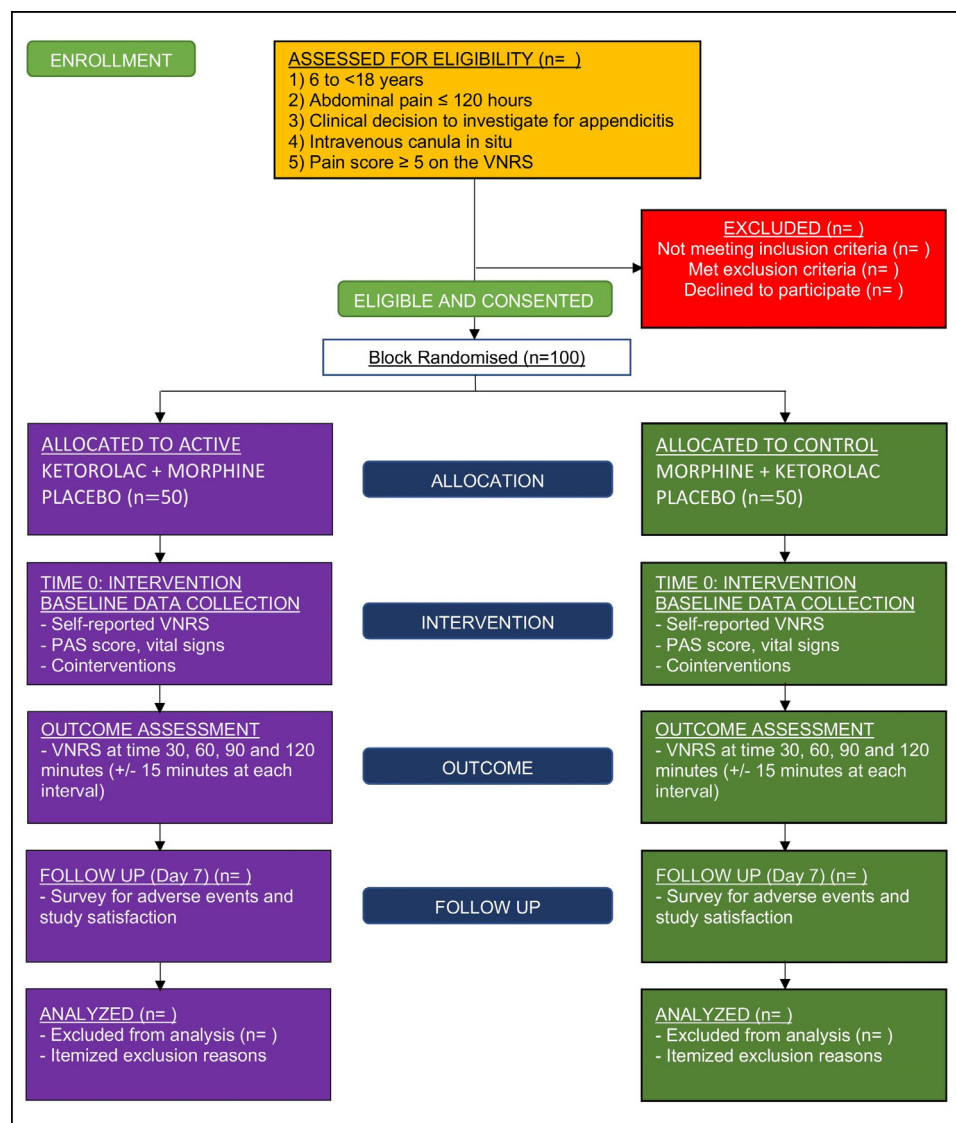 ENROLLMENT
ASSESSED FOR ELIGIBILITY (n= )
1) 6 to <18 years
2) Abdominal pain ≤ 120 hours
3) Clinical decision to investigate for appendicitis
4) Intravenous canula in situ
5) Pain score ≥ 5 on the VNRS
EXCLUDED (n= )
Not meeting inclusion criteria (n= )
Met exclusion criteria (n= )
Declined to participate (n= )
ELIGIBLE AND CONSENTED
Block Randomised (n=100)
ALLOCATED TO ACTIVE
KETOROLAC + MORPHINE
PLACEBO (n=50)
ALLOCATION
ALLOCATED TO CONTROL
MORPHINE + KETOROLAC
PLACEBO (n=50)
TIME 0: INTERVENTION
BASELINE DATA COLLECTION
- Self-reported VNRS
- PAS score, vital signs
- Cointerventions
INTERVENTION
TIME 0: INTERVENTION
BASELINE DATA COLLECTION
- Self-reported VNRS
- PAS score, vital signs
- Cointerventions
OUTCOME ASSESSMENT
- VNRS at time 30, 60, 90 and 120
minutes (+/- 15 minutes at each
interval)
OUTCOME
OUTCOME ASSESSMENT
- VNRS at time 30, 60, 90 and 120
minutes (+/- 15 minutes at each
interval)
FOLLOW UP (Day 7) (n= )
- Survey for adverse events and
study satisfaction
FOLLOW UP
FOLLOW UP (Day 7) (n= )
- Survey for adverse events and
study satisfaction
ANALYZED (n= )
- Excluded from analysis (n= )
- Itemized exclusion reasons
ANALYZED (n= )
- Excluded from analysis (n= )
- Itemized exclusion reasons